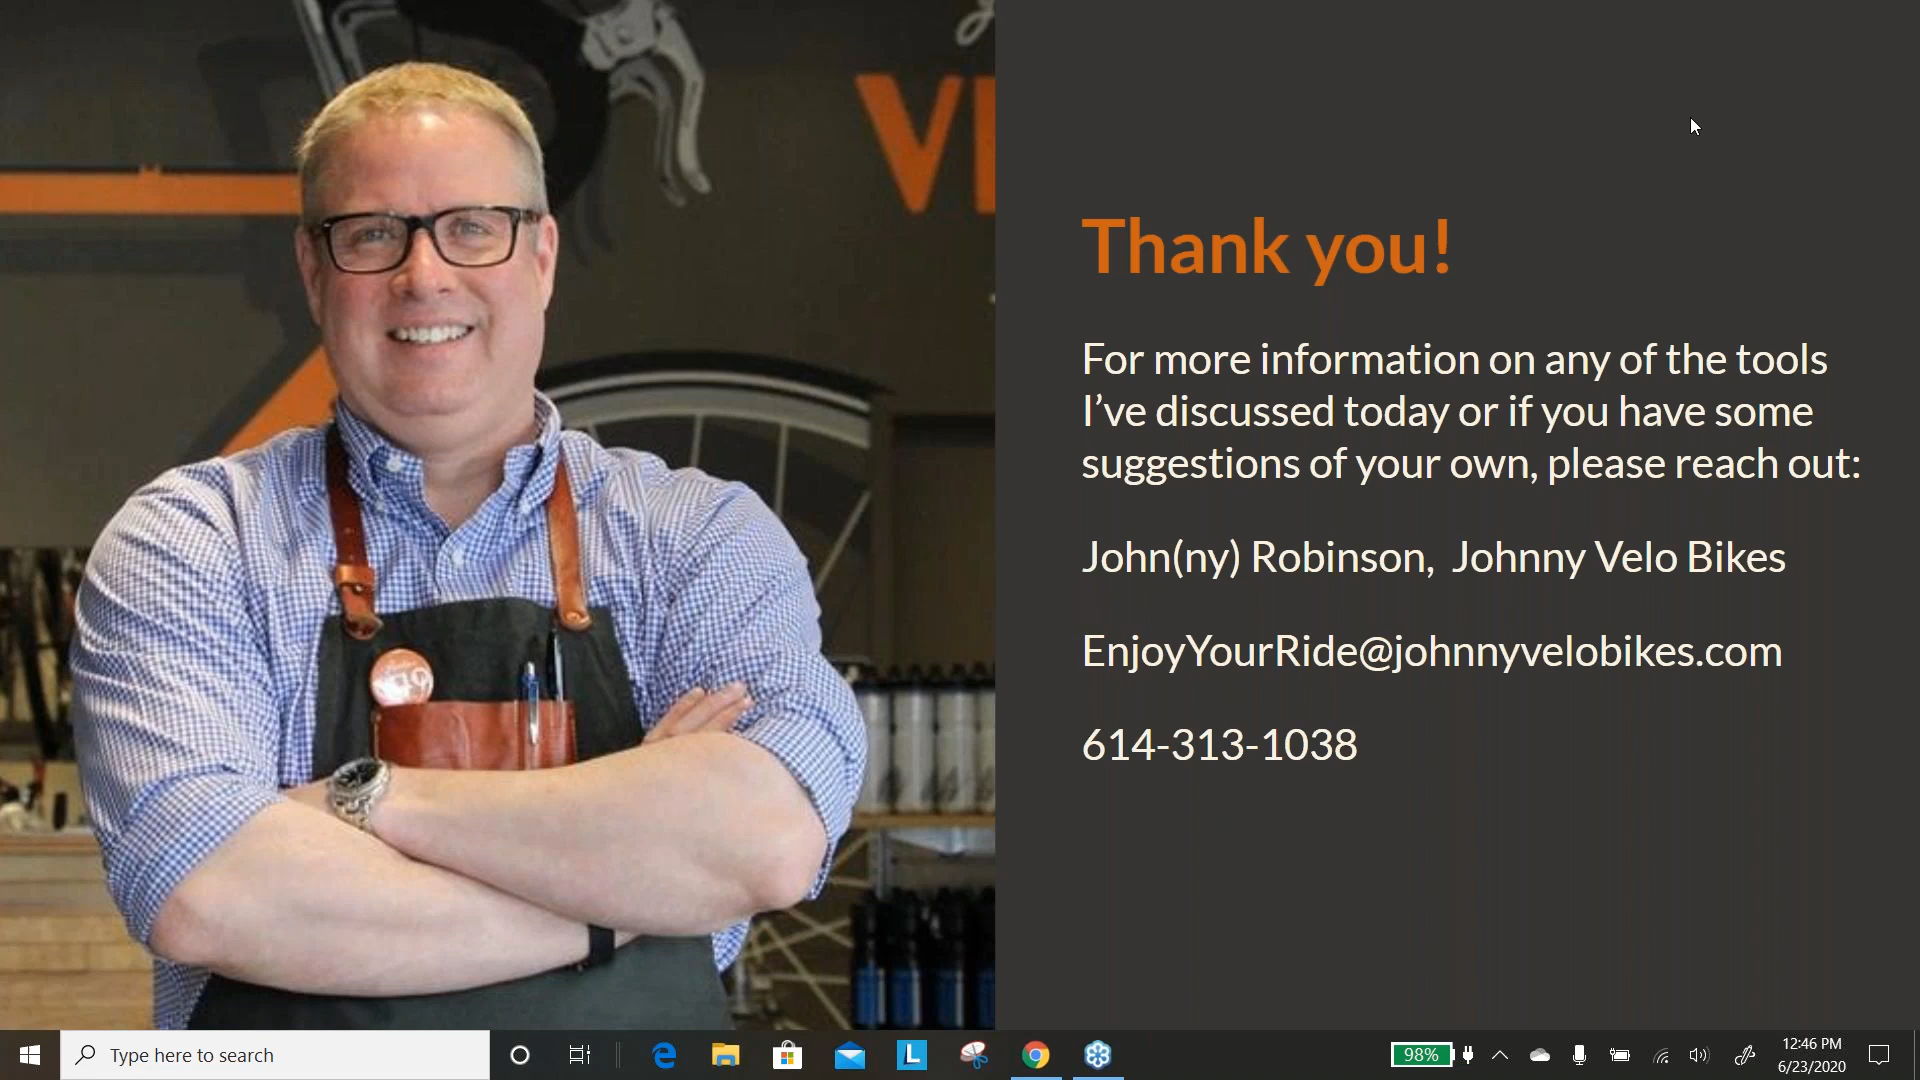 VE
Thank you!
For more information on any of the tools
I’ve discussed today or if you have some
suggestions of your own, please reach out:
John(ny) Robinson,  Johnny Velo Bikes
EnjoyYourRide@johnnyvelobikes.com
614-313-1038
Type here to search
98%
12:46 PM
6/23/2020